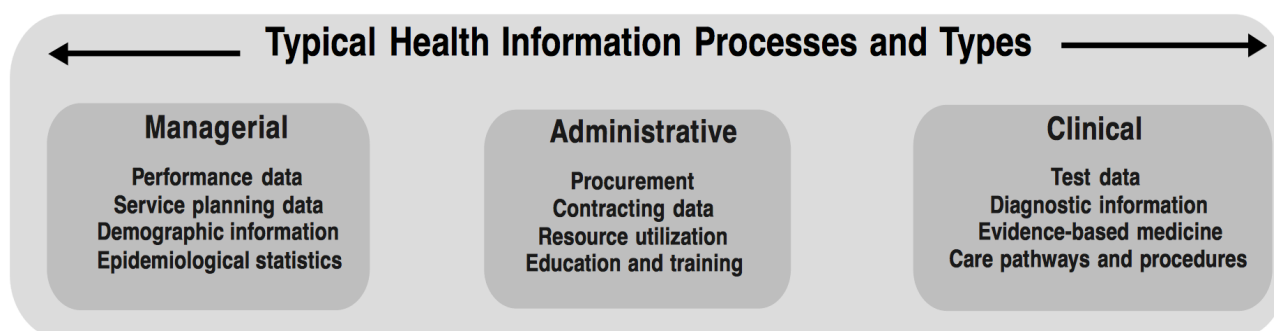 Typical Health Information Processes and Types
Managerial
Performance data
Service planning data
Demographic information
Epidemiological statistics
Administrative
Procurement
Contracting data
Resource utilization
Education and training
Clinical
Test data
Diagnostic information
Evidence-based medicine
Care pathways and procedures